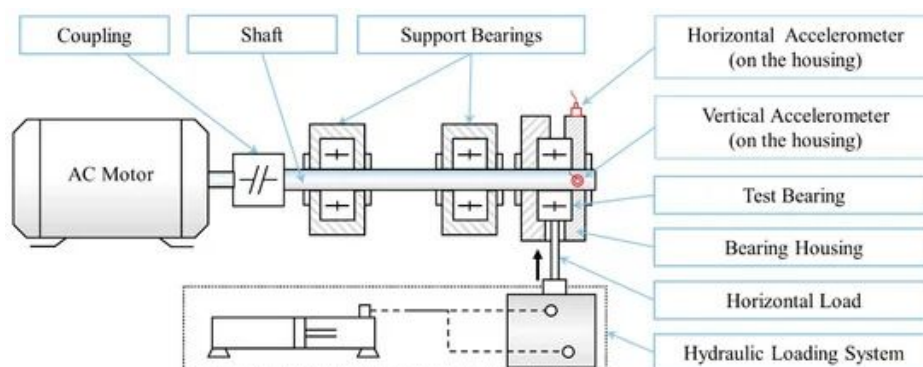 Coupling
Shaft
Support Bearings
Horizontal Accelerometer
(on the housing)
Vertical Accelerometer
(on the housing)
AC Motor
Test Bearing
Bearing Housing
Horizontal Load
Hydraulic Loading System